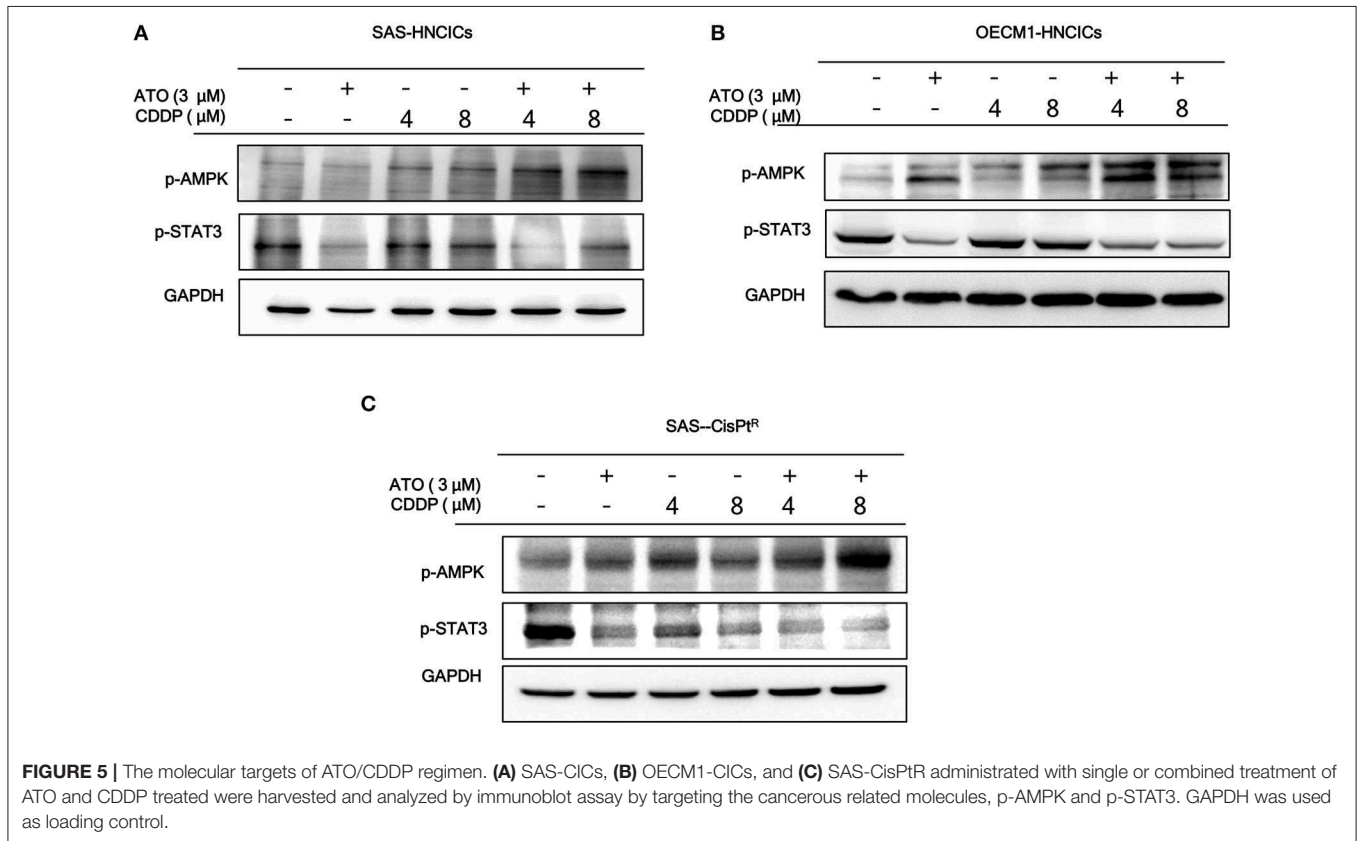 A
SAS-HNCICs
ATO (3 μM) - + - - + +
CDDP ( μM) - - 4 8 4 8
p-AMPK
p-STAT3
GAPDH
B
OECM1-HNCICs
ATO (3 μM) - + - - + +
CDDP ( μM) - - 4 8 4 8
p-AMPK
p-STAT3
GAPDH
C
SAS--CisPtᴿ
ATO ( 3 μM) - + - - + +
CDDP ( μM) - - 4 8 4 8
p-AMPK
p-STAT3
GAPDH
FIGURE 5 | The molecular targets of ATO/CDDP regimen. (A) SAS-CICs, (B) OECM1-CICs, and (C) SAS-CisPtR administrated with single or combined treatment of
ATO and CDDP treated were harvested and analyzed by immunoblot assay by targeting the cancerous related molecules, p-AMPK and p-STAT3. GAPDH was used
as loading control.